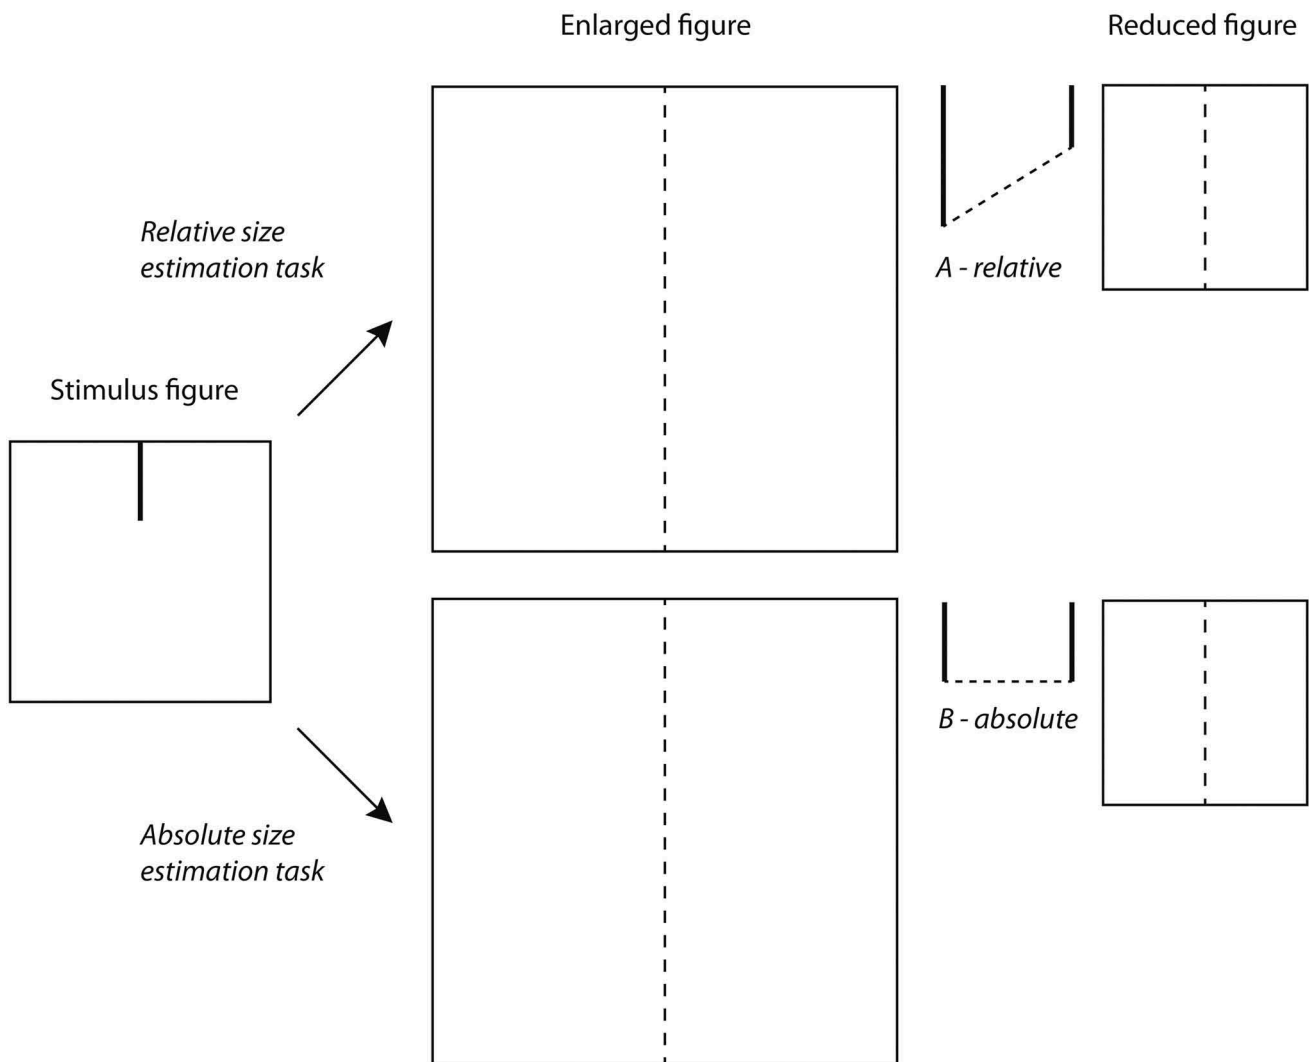 Enlarged figure
Reduced figure
Relative size
estimation task
A - relative
Stimulus figure
B - absolute
Absolute size
estimation task